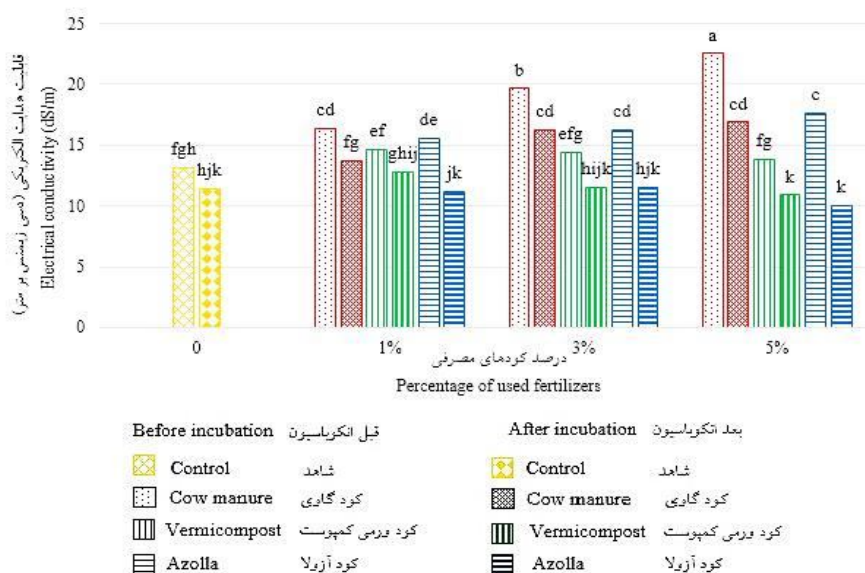 قابلیت هدایت الکتریکی (دسی زیمنس بر متر)
Electrical conductivity (dS/m)
25
20
15
10
5
0
fgh hjk cd fg ef ghij de jk b cd efg hijk cd hjk a cd fg k c k
0 1% 3% 5%
درصد کودهای مصرفی
Percentage of used fertilizers
Before incubation قبل انکوباسیون
Control شاهد
Cow manure کود گاوی
Vermicompost کود ورمی کمپوست
Azolla کود آزولا
After incubation بعد انکوباسیون
Control شاهد
Cow manure کود گاوی
Vermicompost کود ورمی کمپوست
Azolla کود آزولا